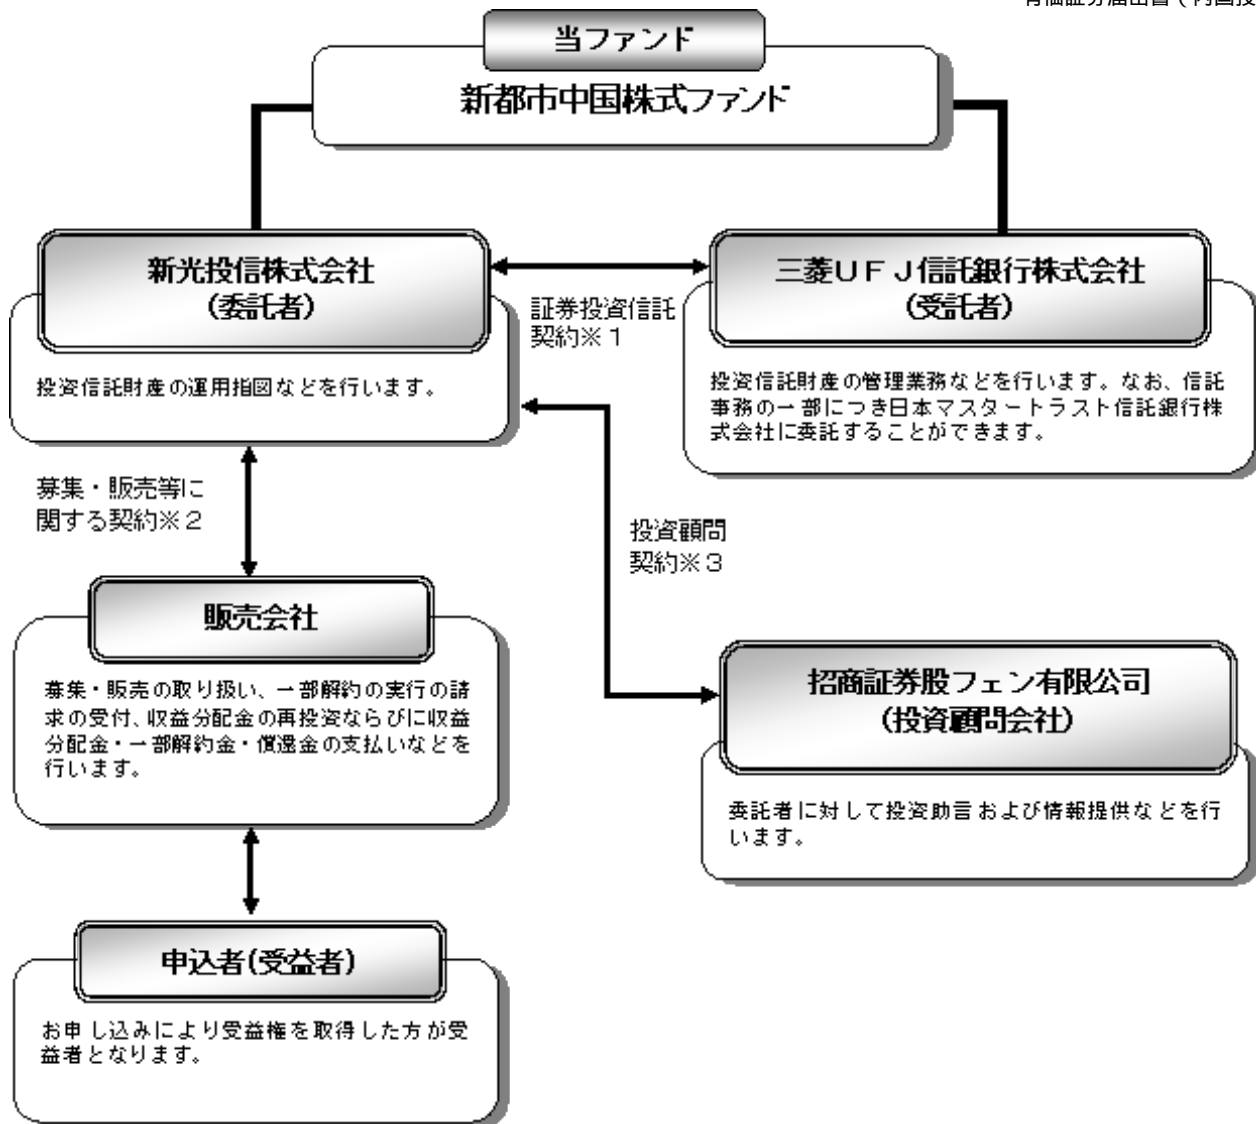 当ファンド
新都市中国株式ファンド
新光投信株式会社
(委託者)
投資信託財産の運用指図などを行います。
証券投資信託
契約※１
三菱ＵＦＪ信託銀行株式会社
(受託者)
投資信託財産の管理業務などを行います。なお、信託
事務の一部につき日本マスタートラスト信託銀行株
式会社に委託することができます。
募集・販売等に
関する契約※２
投資顧問
契約※３
販売会社
募集・販売の取り扱い、一部解約の実行の請
求の受付、収益分配金の再投資ならびに収益
分配金・一部解約金・償還金の支払いなどを
行います。
招商証券股フェン有限公司
(投資顧問会社)
委託者に対して投資助言および情報提供などを行
います。
申込者(受益者)
お申し込みにより受益権を取得した方が受
益者となります。